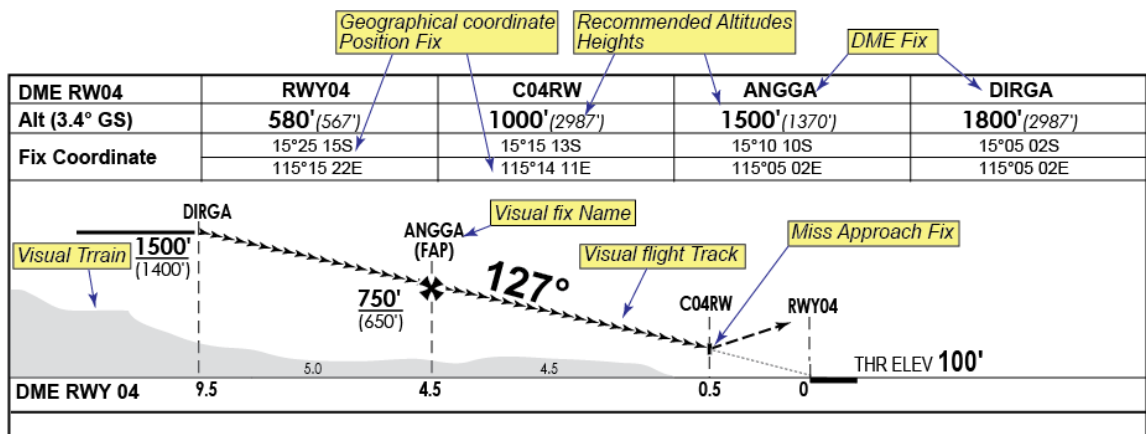 Geographical coordinate
Position Fix
Recommended Altitudes
Heights
DME Fix
DME RW04 RWY04 C04RW ANGGA DIRGA
Alt (3.4° GS) 580'(567') 1000'(2987') 1500'(1370') 1800'(2987')
Fix Coordinate 15°25 15S 15°15 13S 15°10 10S 15°05 02S
115°15 22E 115°14 11E 115°05 02E 115°05 02E
DIRGA
Visual fix Name
ANGGA
(FAP)
Miss Approach Fix
Visual Trrain
1500'
(1400')
Visual flight Track
127°
750'
(650')
C04RW
RWY04
THR ELEV 100'
5.0 4.5
DME RWY 04 9.5 4.5 0.5 0